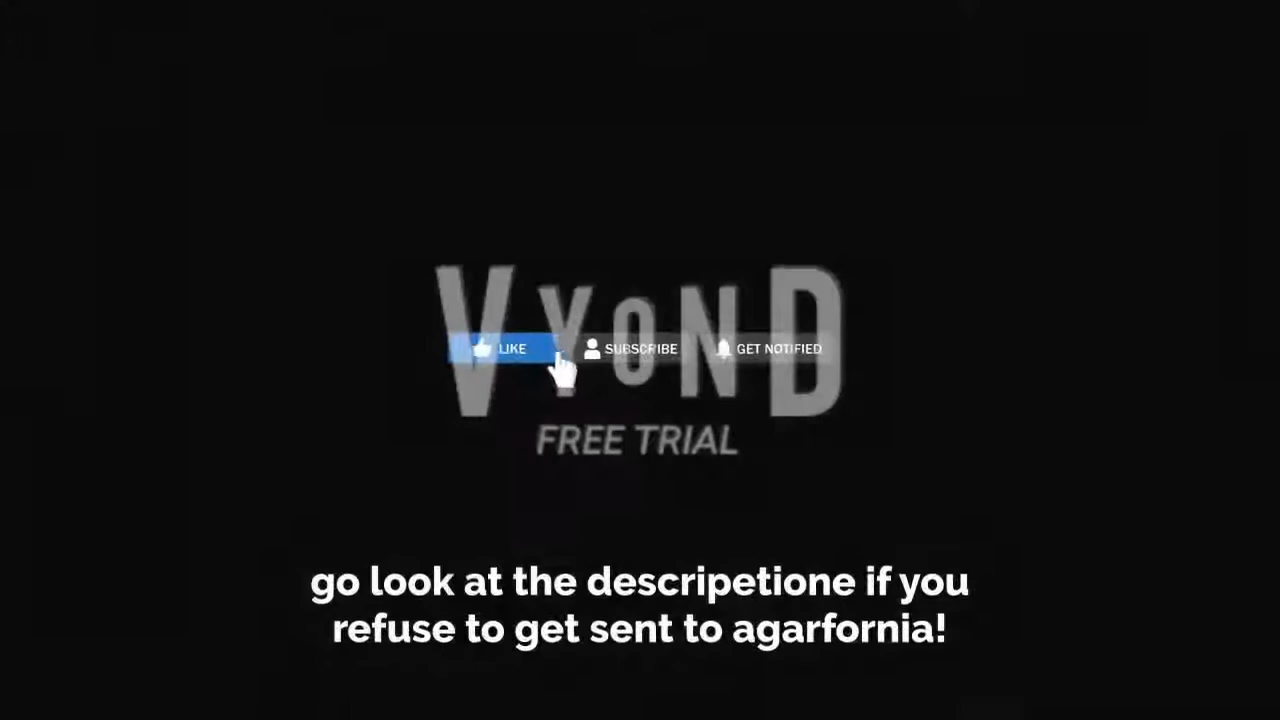 VYOND
LIKE SUBSCRIBE GET NOTIFIED
FREE TRIAL
go look at the descripetione if you
refuse to get sent to agarfornia!